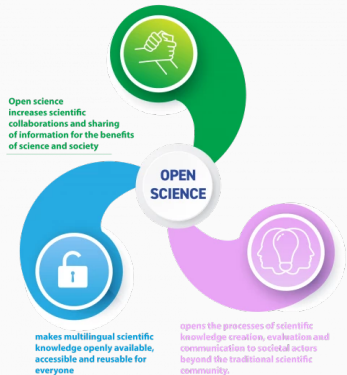 Open science
increases scientific
collaborations and sharing
of information for the benefits
of science and society
OPEN
SCIENCE
makes multilingual scientific
knowledge openly available,
accessible and reusable for
everyone
opens the processes of scientific
knowledge creation, evaluation and
communication to societal actors
beyond the traditional scientific
community.